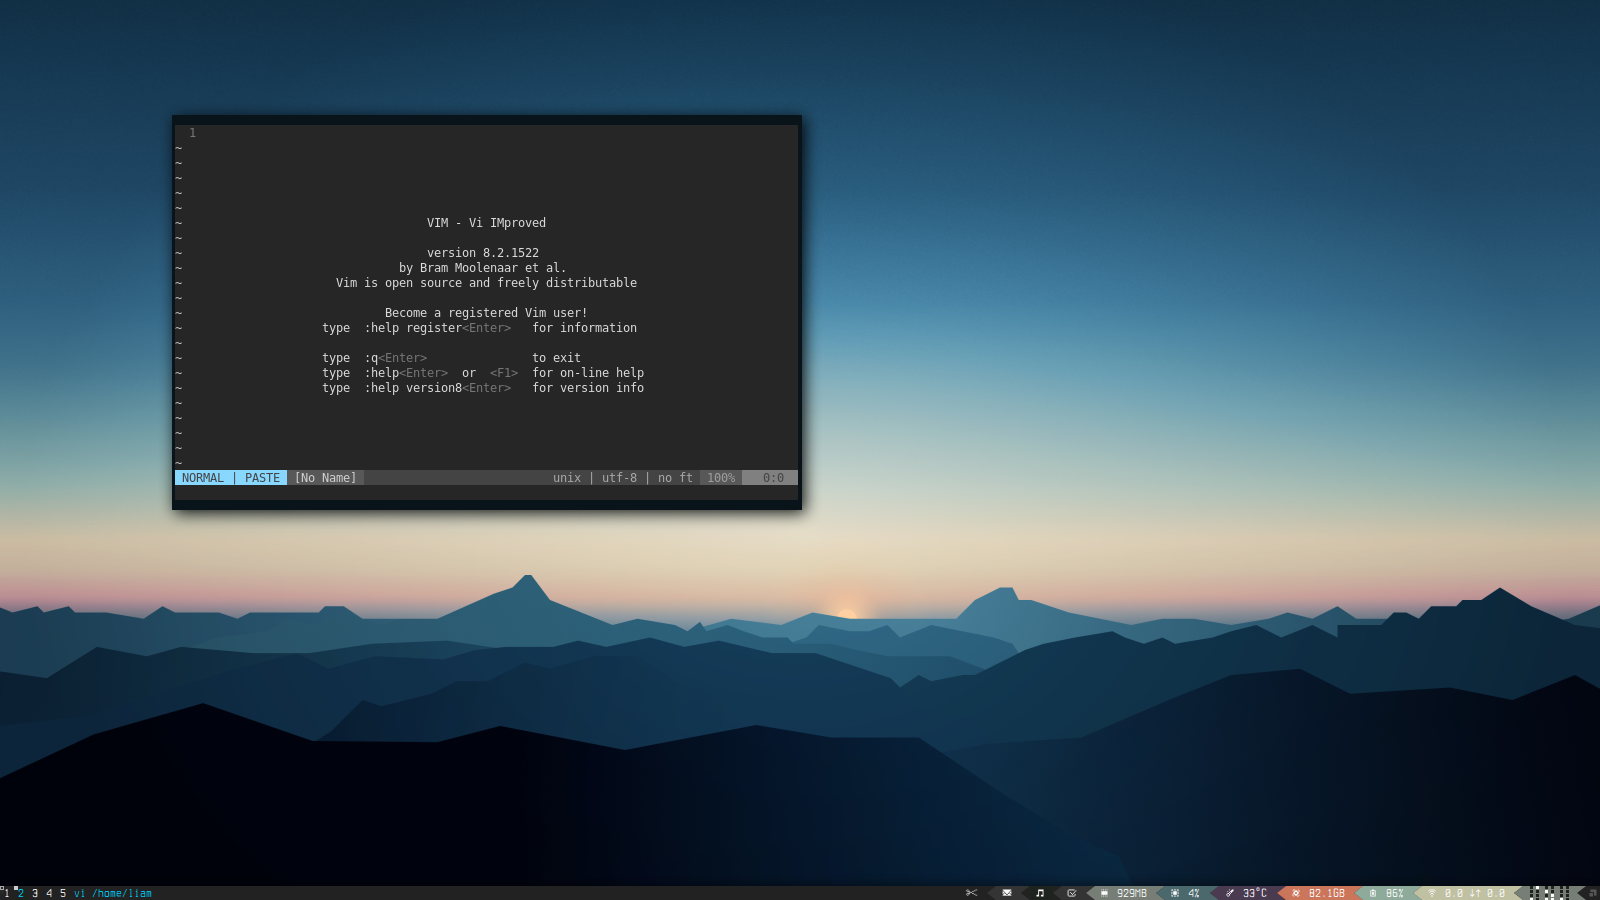 1
~
~
~
~
~
~ VIM - Vi IMproved
~
~ version 8.2.1522
~ by Bram Moolenaar et al.
~ Vim is open source and freely distributable
~
~ Become a registered Vim user!
~ type :help register<Enter> for information
~
~ type :q<Enter> to exit
~ type :help<Enter> or <F1> for on-line help
~ type :help version8<Enter> for version info
~
~
~
~
~
NORMAL | PASTE [No Name] unix | utf-8 | no ft 100% 0:0
1 2 3 4 5 vi /home/liam 929MB 4% 33°C 82.1GB 86% 0.0 ↓↑ 0.0